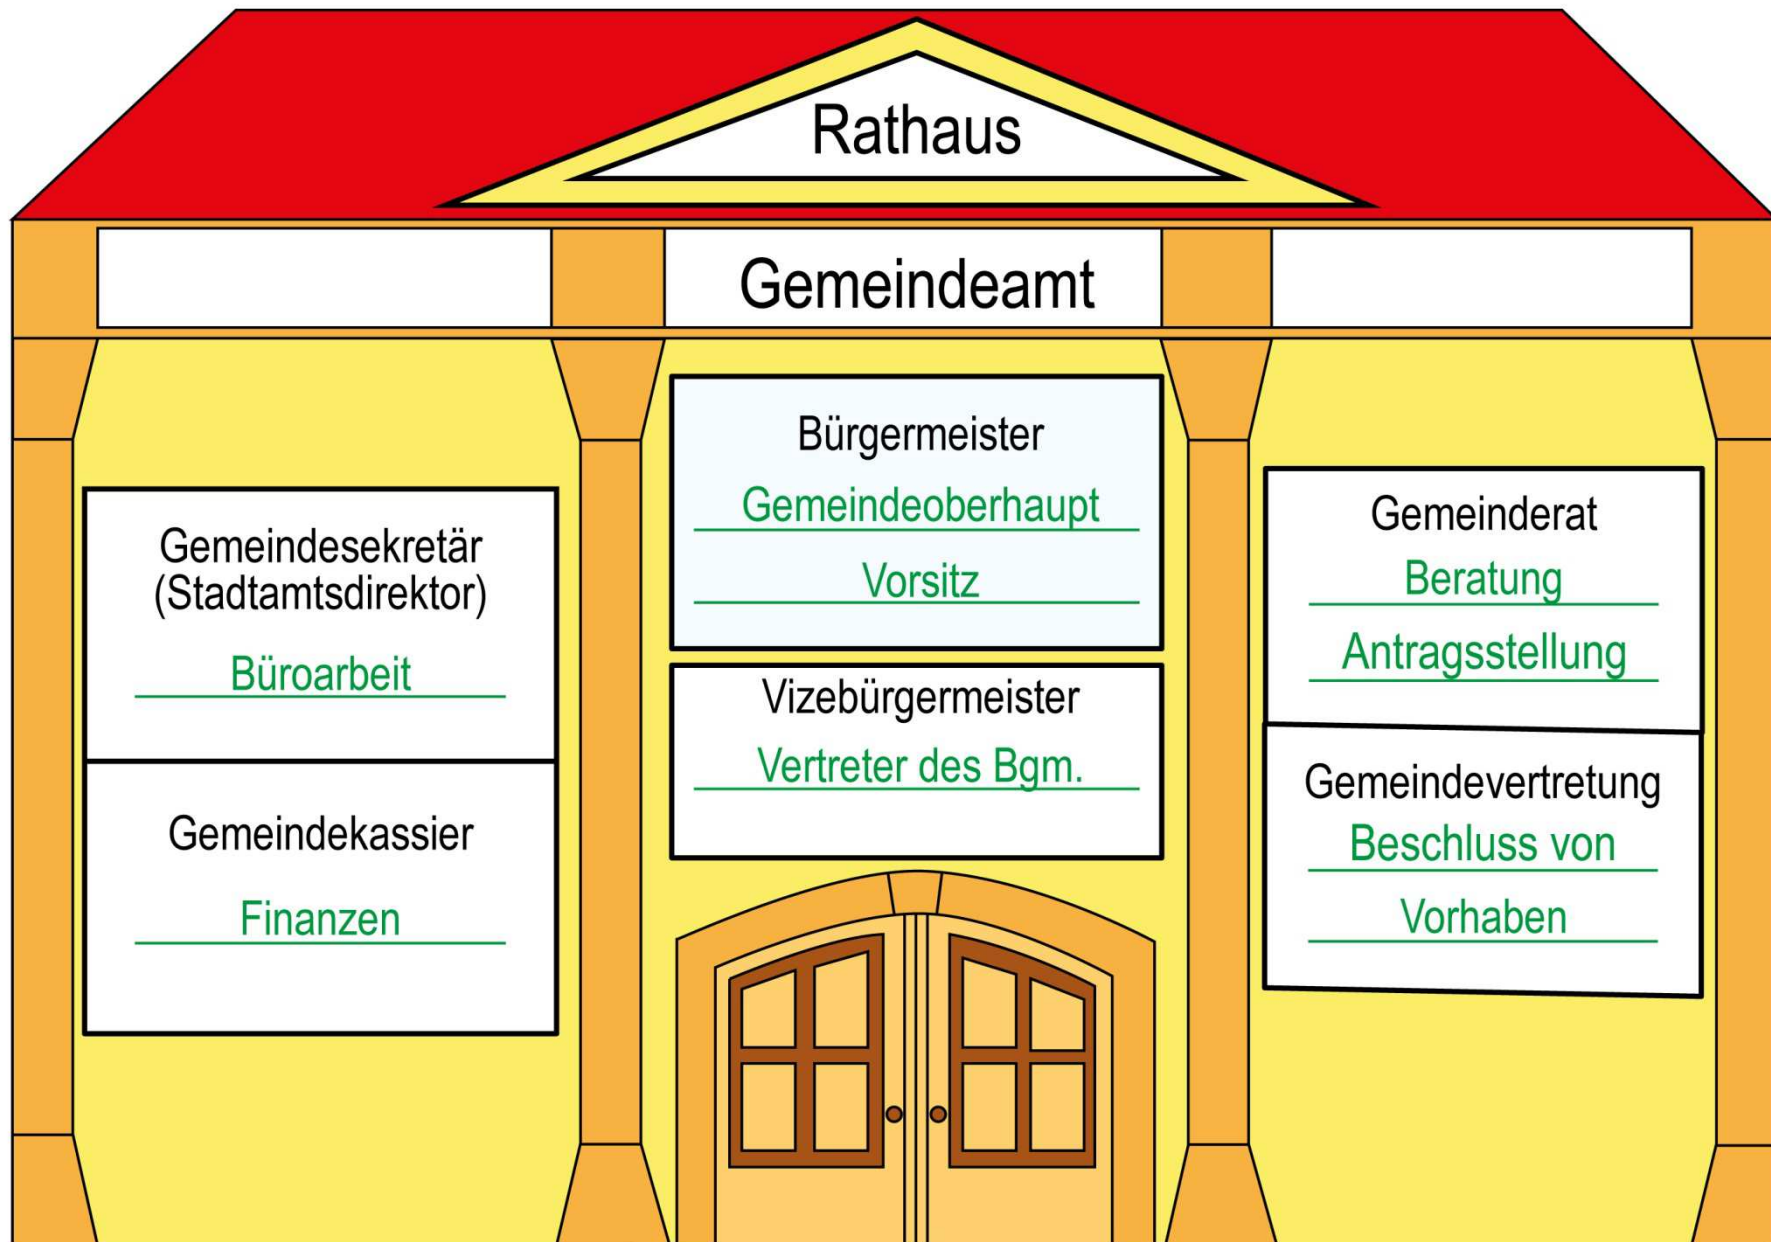 Rathaus
Gemeindeamt
Gemeindesekretär
(Stadtamtsdirektor)
Büroarbeit
Gemeindekassier
Finanzen
Bürgermeister
Gemeindeoberhaupt
Vorsitz
Vizebürgermeister
Vertreter des Bgm.
Gemeinderat
Beratung
Antragsstellung
Gemeindevertretung
Beschluss von
Vorhaben